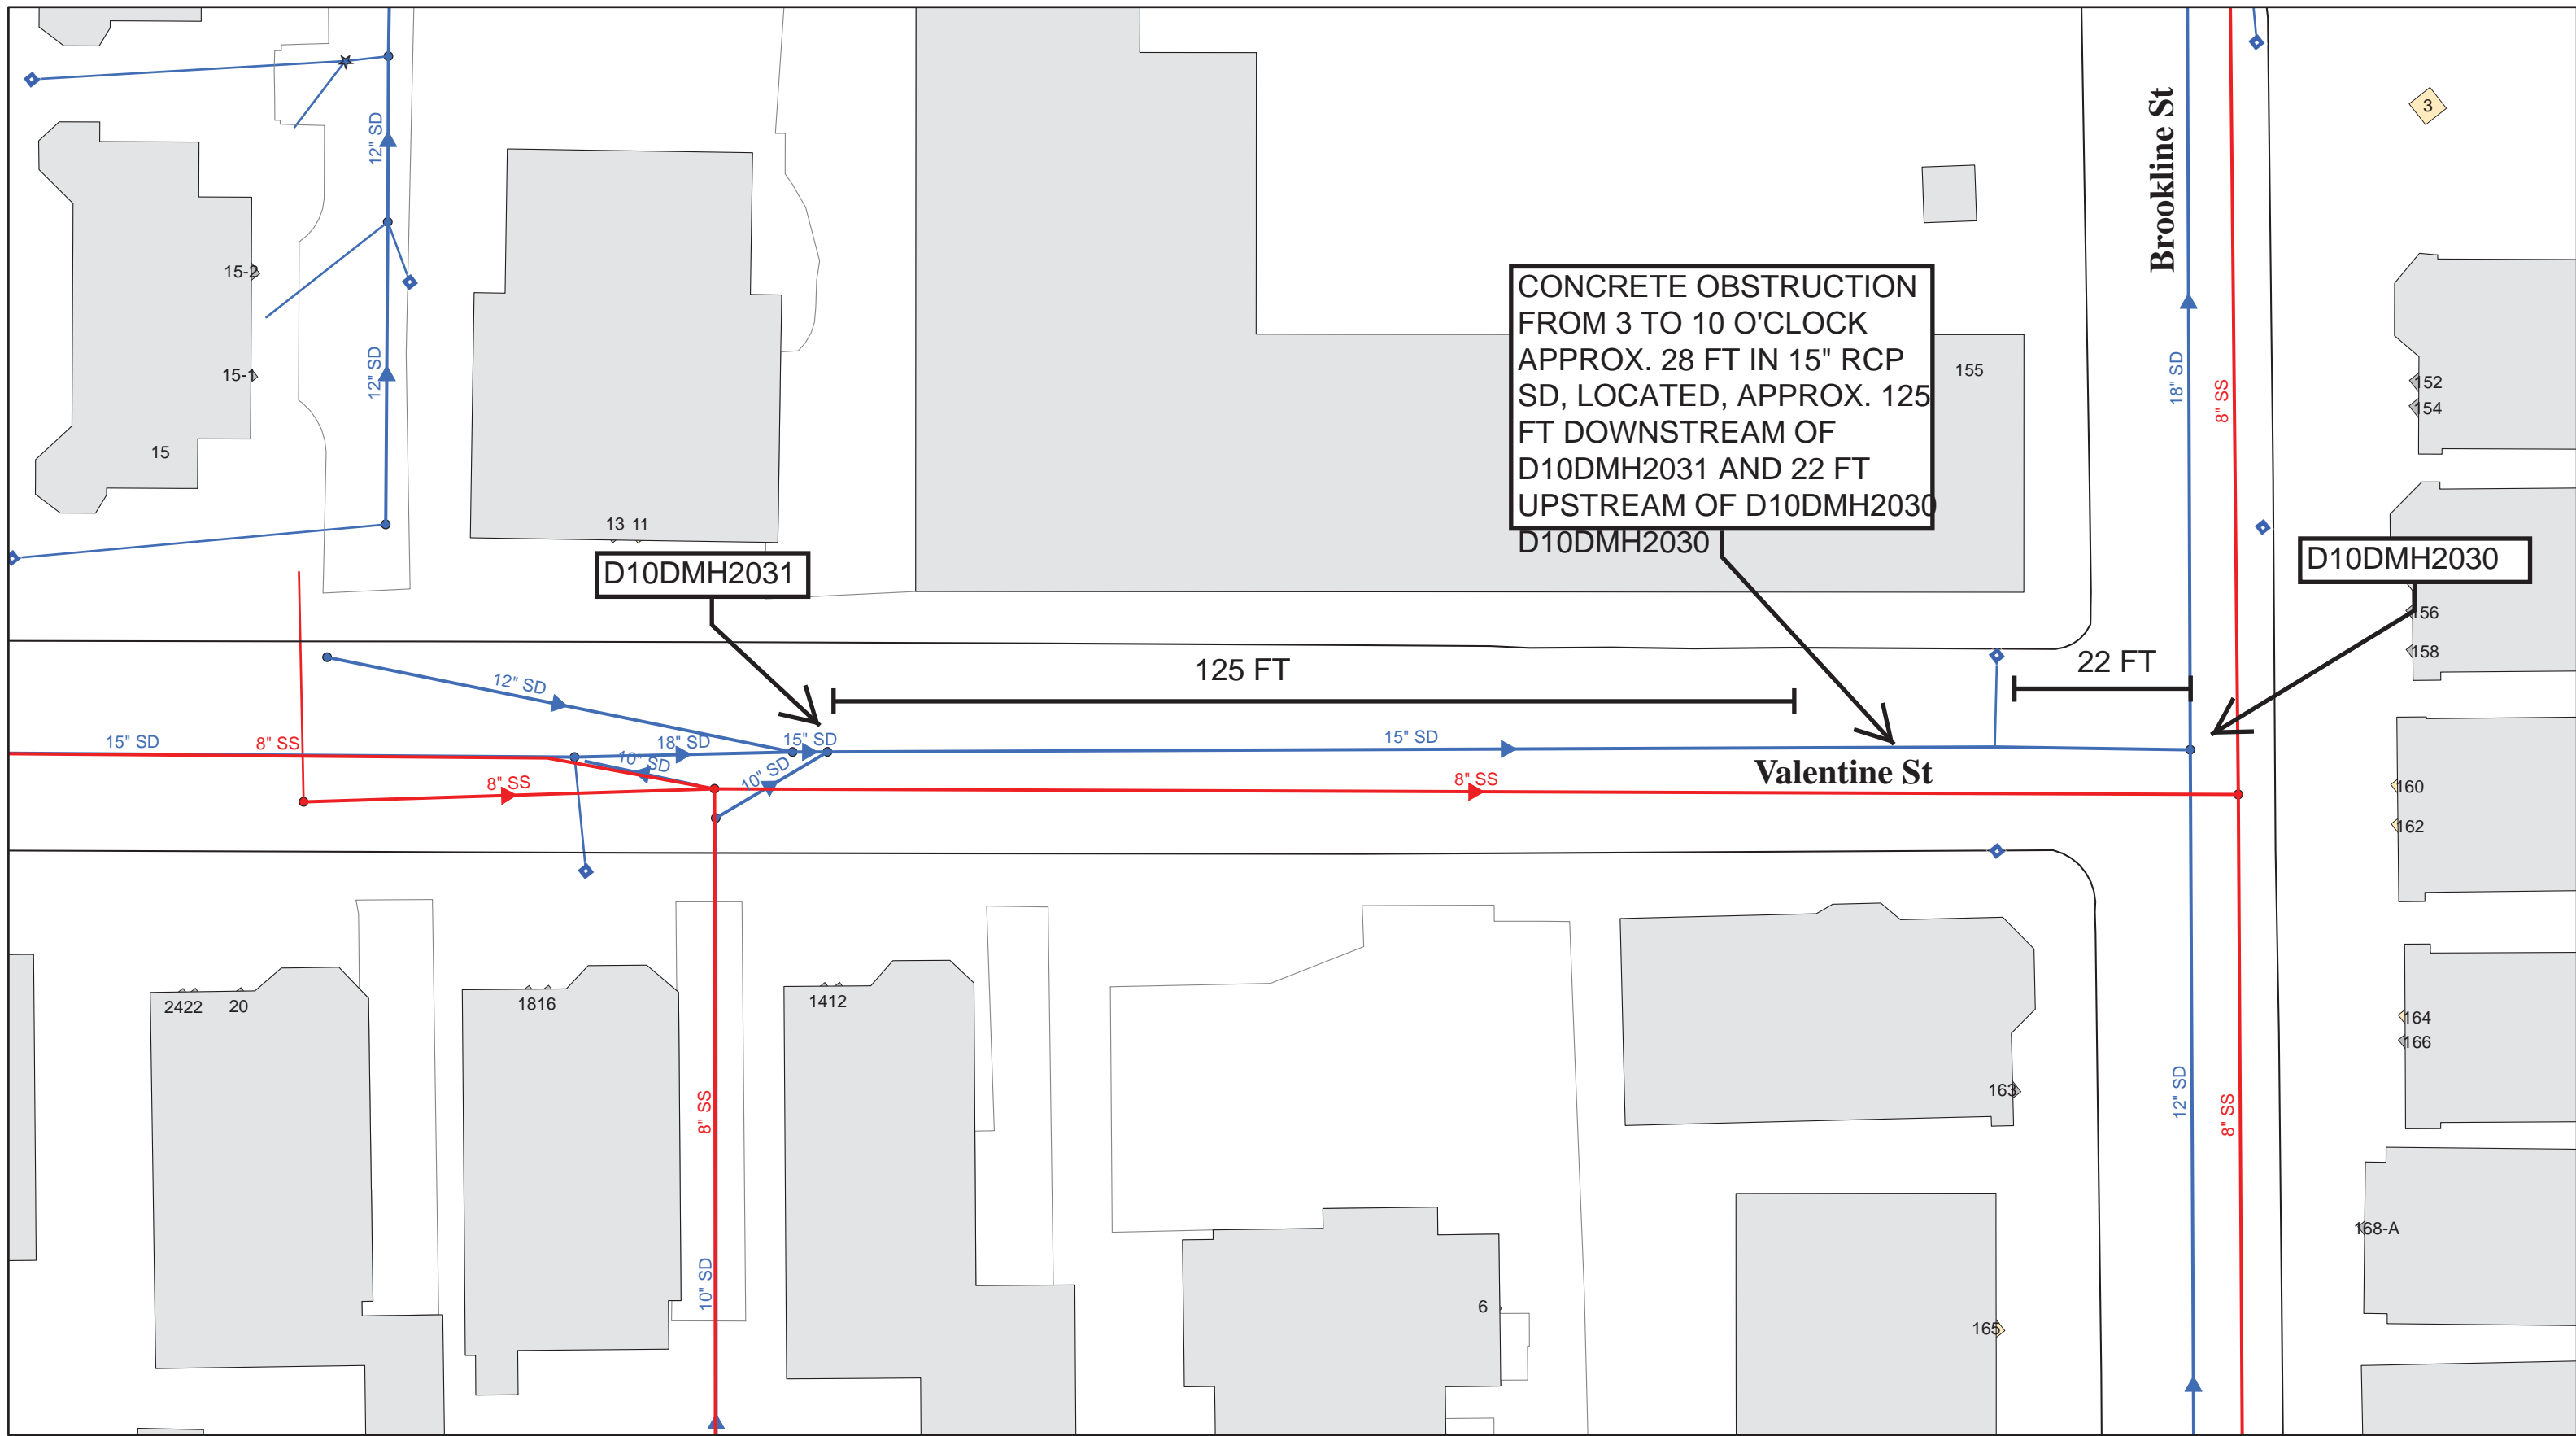 12" SD
Brookline St
3
15-2
CONCRETE OBSTRUCTION
FROM 3 TO 10 O'CLOCK
APPROX. 28 FT IN 15" RCP
SD, LOCATED, APPROX. 125
FT DOWNSTREAM OF
D10DMH2031 AND 22 FT
UPSTREAM OF D10DMH2030
D10DMH2030
12" SD
15-1
155
18" SD
8" SS
152
154
15
13 11
D10DMH2031
D10DMH2030
156
158
125 FT
22 FT
12" SD
15" SD
8" SS
18" SD
15" SD
15" SD
10" SD
10" SD
8" SS
8" SS
Valentine St
160
162
2422
20
1816
1412
164
166
163
8" SS
12" SD
8" SS
168-A
10" SD
6
165